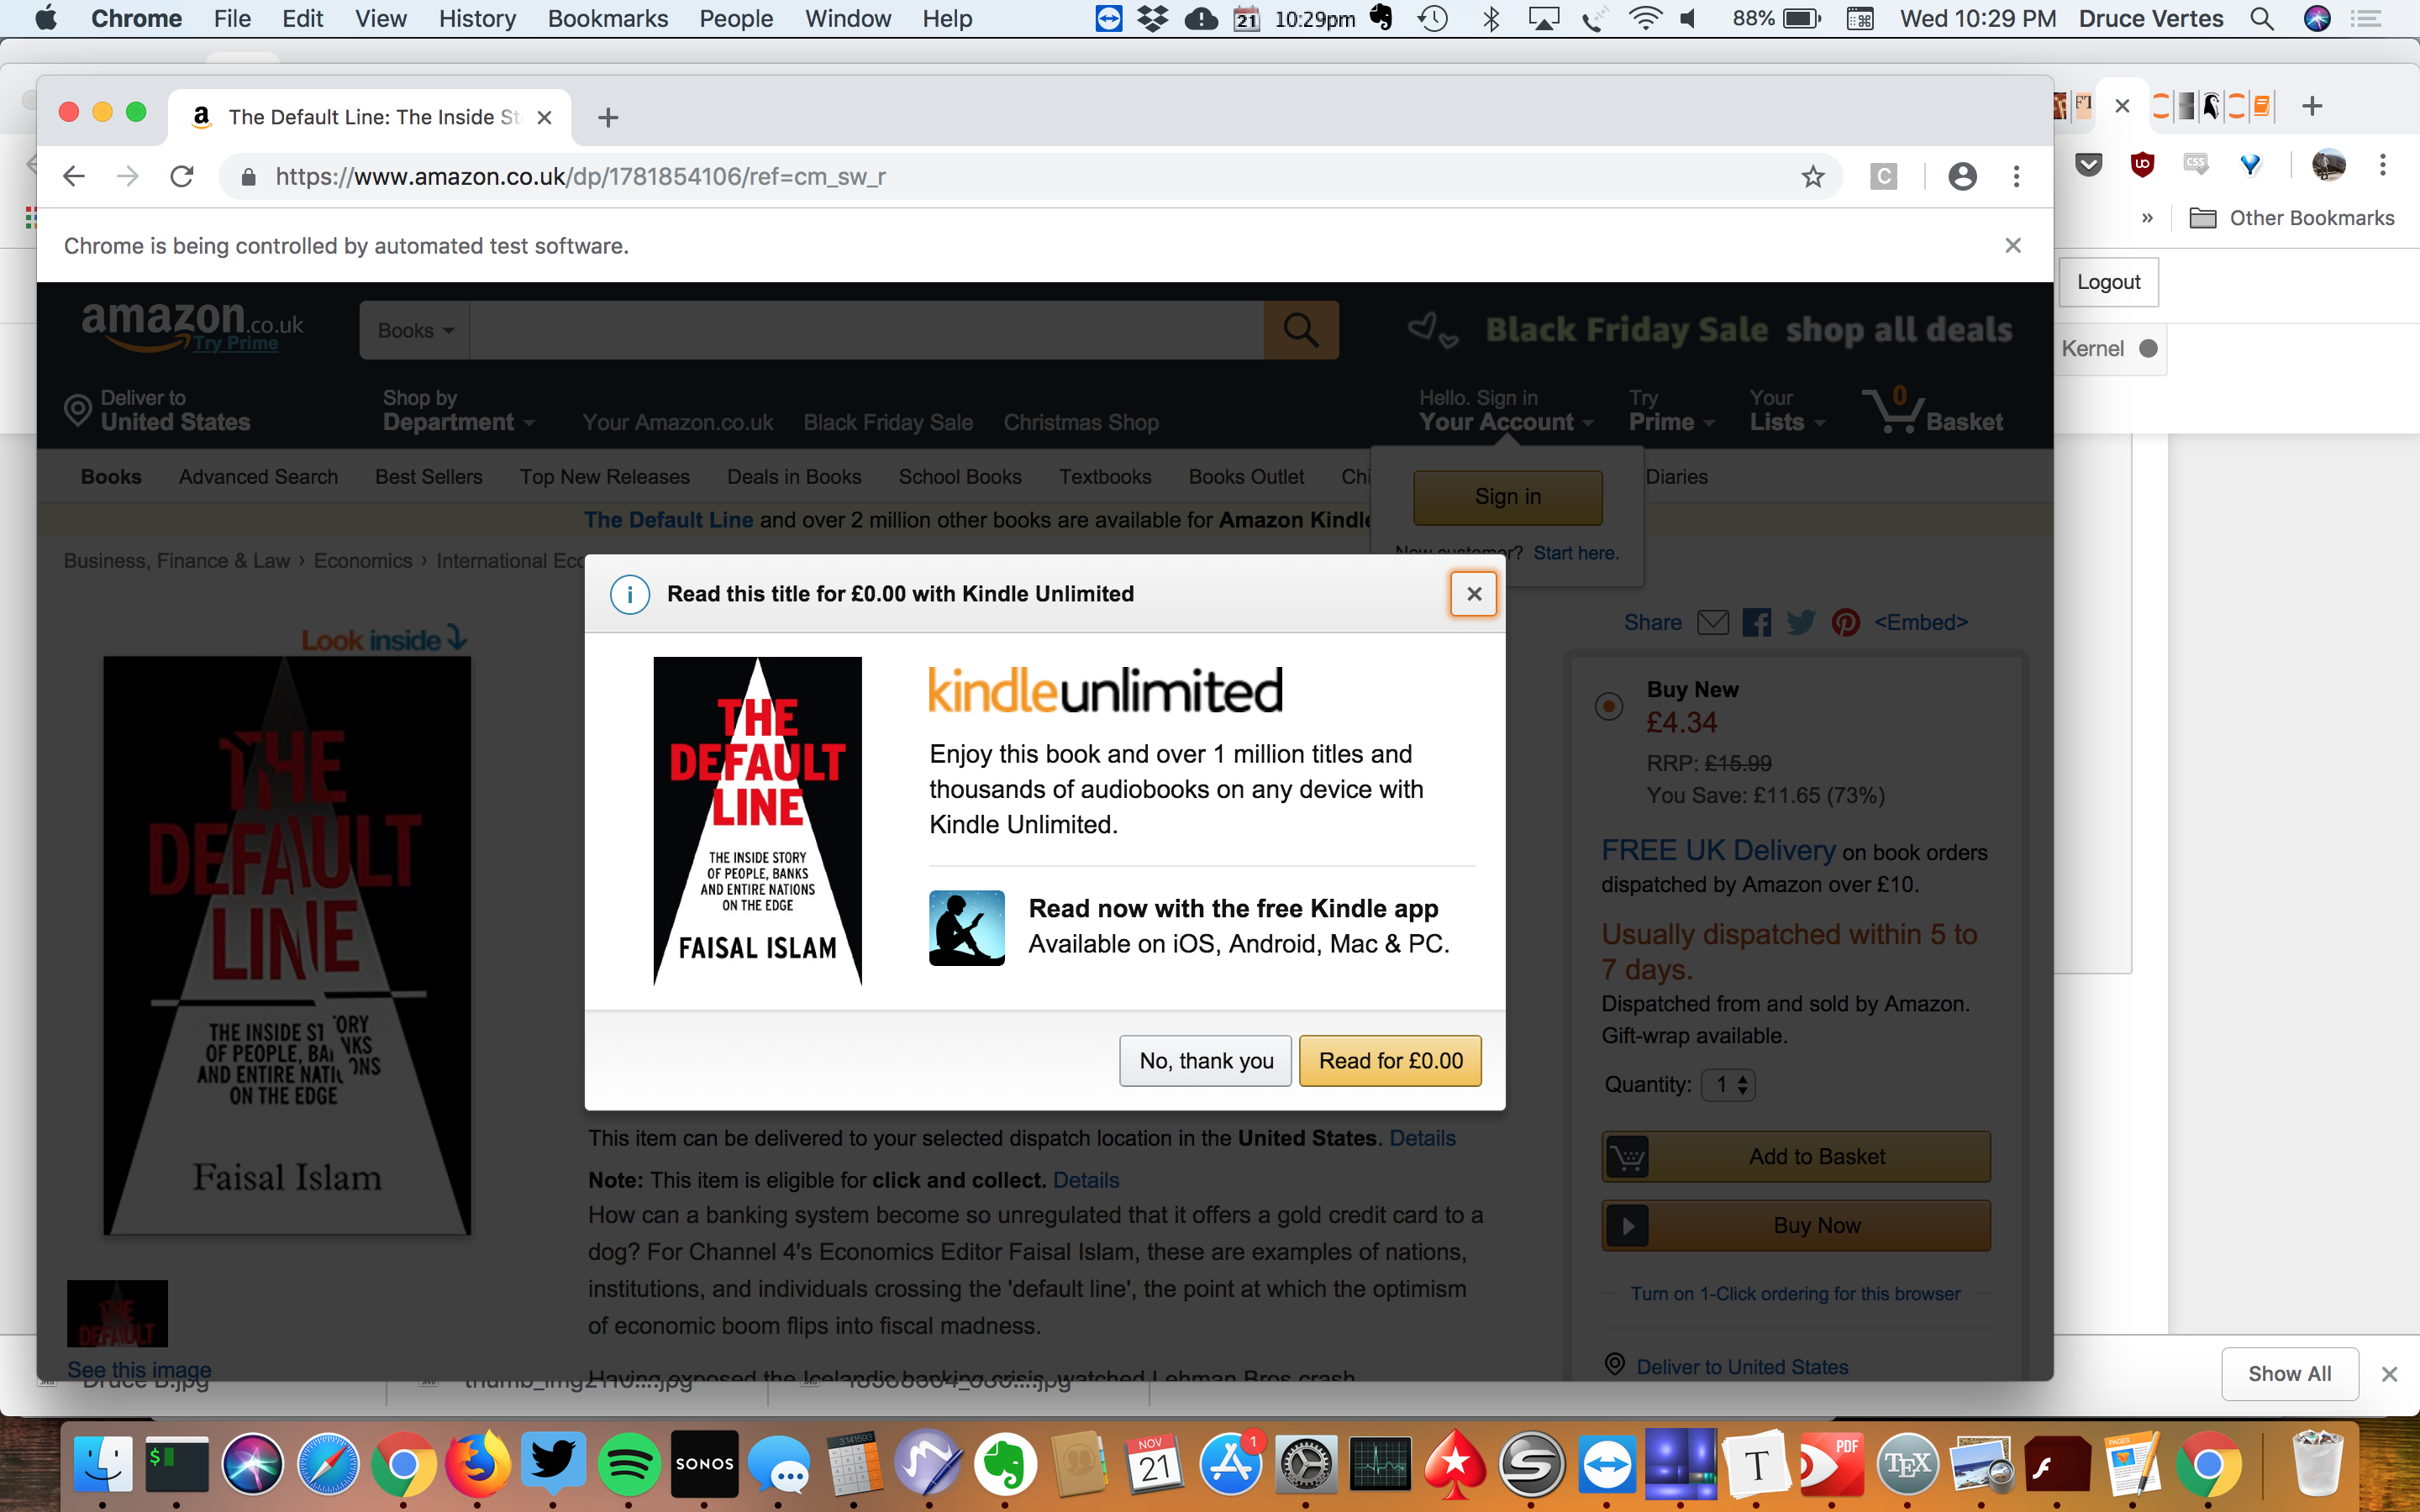 Chrome File Edit View History Bookmarks People Window Help
21 10:29pm 88% Wed 10:29 PM Druce Vertes
The Default Line: The Inside St
FT
https://www.amazon.co.uk/dp/1781854106/ref=cm_sw_r
C
CSS
» Other Bookmarks
Chrome is being controlled by automated test software.
Logout
Kernel
amazon.co.uk
Try Prime
Books
Black Friday Sale shop all deals
Deliver to
United States
Shop by
Department
Your Amazon.co.uk Black Friday Sale Christmas Shop
Hello. Sign in
Your Account
Try
Prime
Your
Lists
0
Basket
Books Advanced Search Best Sellers Top New Releases Deals in Books School Books Textbooks Books Outlet Chi Diaries
Sign in
New customer? Start here.
The Default Line and over 2 million other books are available for Amazon Kindle
Business, Finance & Law › Economics › International Eco
Look inside
THE
DEFAULT
LINE
THE INSIDE STORY
OF PEOPLE, BANKS
AND ENTIRE NATIONS
ON THE EDGE
Faisal Islam
THE
DEFAULT
See this image
i Read this title for £0.00 with Kindle Unlimited
THE
DEFAULT
LINE
THE INSIDE STORY
OF PEOPLE, BANKS
AND ENTIRE NATIONS
ON THE EDGE
FAISAL ISLAM
kindleunlimited
Enjoy this book and over 1 million titles and
thousands of audiobooks on any device with
Kindle Unlimited.
Read now with the free Kindle app
Available on iOS, Android, Mac & PC.
No, thank you Read for £0.00
This item can be delivered to your selected dispatch location in the United States. Details
Note: This item is eligible for click and collect. Details
How can a banking system become so unregulated that it offers a gold credit card to a
dog? For Channel 4's Economics Editor Faisal Islam, these are examples of nations,
institutions, and individuals crossing the 'default line', the point at which the optimism
of economic boom flips into fiscal madness.
Having exposed the Icelandic banking crisis, watched Lehman Bros crash
Share <Embed>
Buy New
£4.34
RRP: £15.99
You Save: £11.65 (73%)
FREE UK Delivery on book orders
dispatched by Amazon over £10.
Usually dispatched within 5 to
7 days.
Dispatched from and sold by Amazon.
Gift-wrap available.
Quantity: 1
Add to Basket
Buy Now
Turn on 1-Click ordering for this browser
Deliver to United States
Druce B.jpg
Show All
$
SONOS
3.141593
NOV
21
1
S
T
PDF
TEX
PAGES